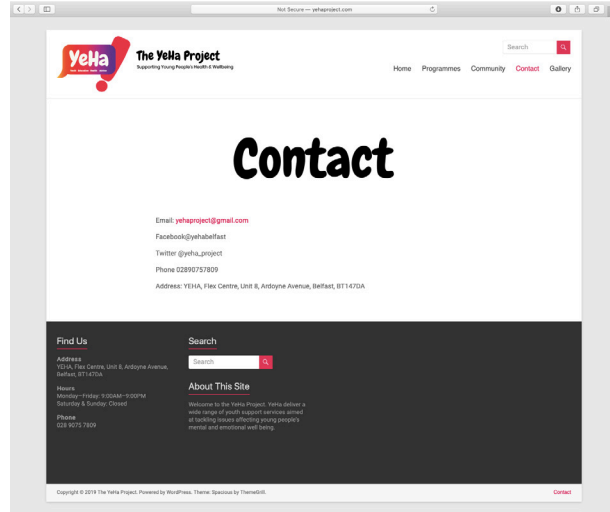 Not Secure — yehaproject.com
YeHa
The YeHa Project
Supporting Young People's Health & Wellbeing
Search
Home Programmes Community Contact Gallery
Contact
Email: yehaproject@gmail.com
Facebook@yehabelfast
Twitter @yeha_project
Phone 02890757809
Address: YEHA, Flex Centre, Unit 8, Ardoyne Avenue, Belfast, BT147DA
Find Us
Address
YEHA, Flex Centre, Unit 8, Ardoyne Avenue,
Belfast, BT147DA
Hours
Monday–Friday: 9:00AM–9:00PM
Saturday & Sunday: Closed
Phone
028 9075 7809
Search
Search
About This Site
Welcome to the YeHa Project. YeHa deliver a
wide range of youth support services aimed
at tackling issues affecting young people's
mental and emotional well being.
Copyright © 2019 The YeHa Project. Powered by WordPress. Theme: Spacious by ThemeGrill.
Contact